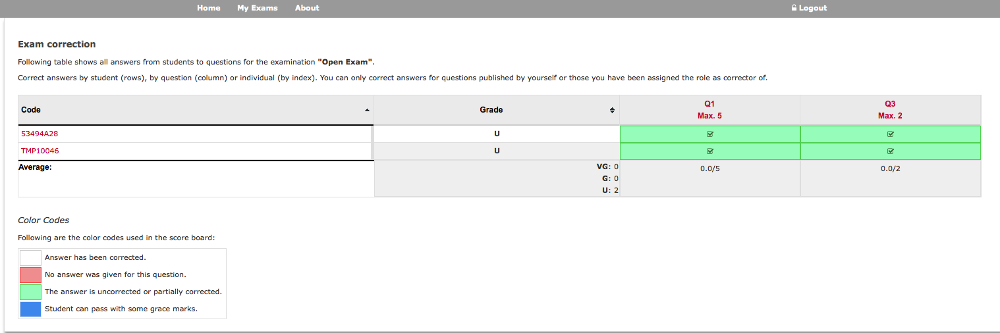 Home My Exams About Logout
Exam correction
Following table shows all answers from students to questions for the examination "Open Exam".
Correct answers by student (rows), by question (column) or individual (by index). You can only correct answers for questions published by yourself or those you have been assigned the role as corrector of.
Code Grade Q1 Q3
Max. 5 Max. 2
53494A28 U
TMP10046 U
Average: VG: 0 0.0/5 0.0/2
G: 0
U: 2
Color Codes
Following are the color codes used in the score board:
Answer has been corrected.
No answer was given for this question.
The answer is uncorrected or partially corrected.
Student can pass with some grace marks.